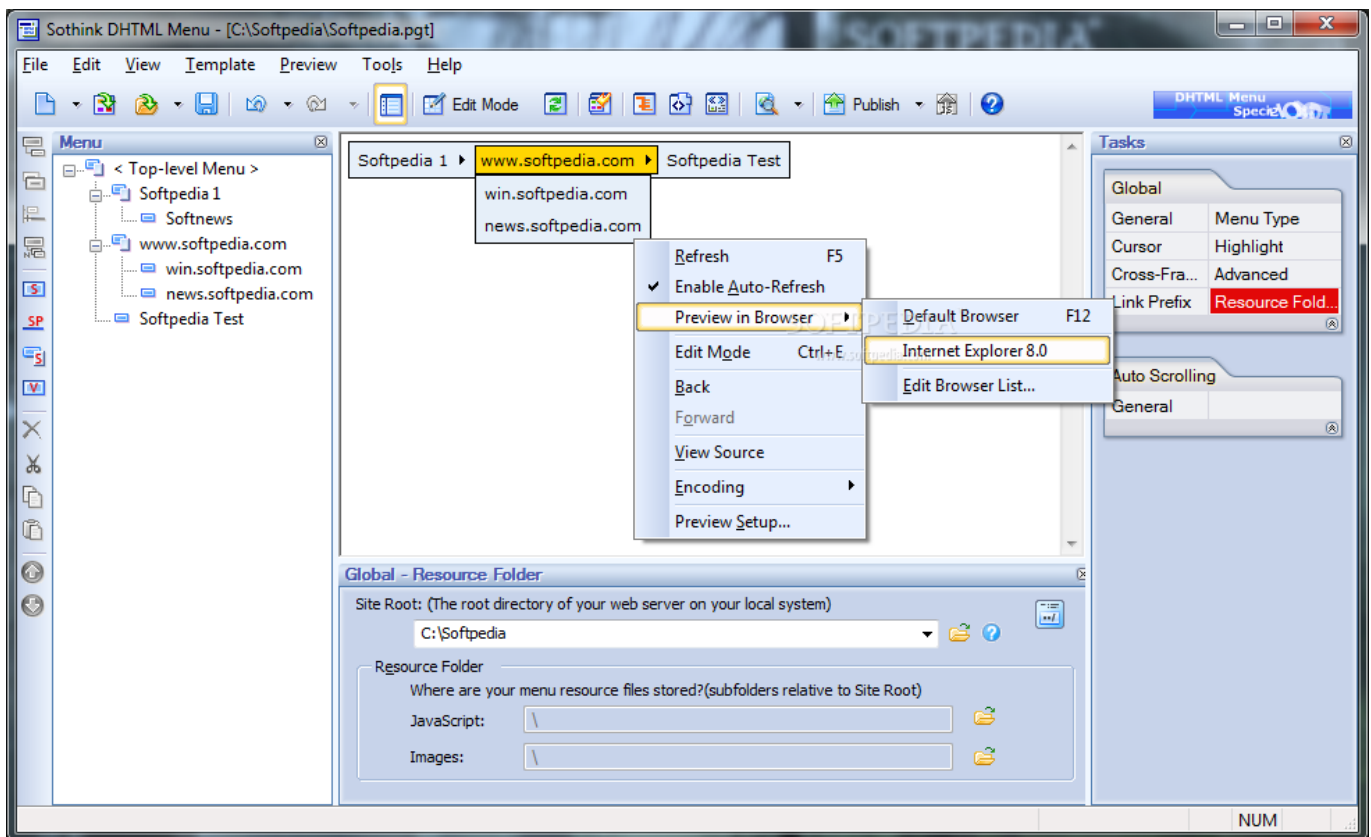 Sothink DHTML Menu - [C:\Softpedia\Softpedia.pgt]
SOFTPEDIA
File Edit View Template Preview Tools Help
Edit Mode Publish
DHTML Menu
Menu
< Top-level Menu >
Softpedia 1
Softnews
www.softpedia.com
win.softpedia.com
news.softpedia.com
Softpedia Test
Softpedia 1 www.softpedia.com Softpedia Test
win.softpedia.com
news.softpedia.com
Refresh F5
Enable Auto-Refresh
Preview in Browser
Edit Mode Ctrl+E
Back
Forward
View Source
Encoding
Preview Setup...
Default Browser F12
Internet Explorer 8.0
Edit Browser List...
SOFTPEDIA
Tasks
Global
General Menu Type
Cursor Highlight
Cross-Fra... Advanced
Link Prefix Resource Fold...
Auto Scrolling
General
Global - Resource Folder
Site Root: (The root directory of your web server on your local system)
C:\Softpedia
Resource Folder
Where are your menu resource files stored?(subfolders relative to Site Root)
JavaScript: \
Images: \
NUM